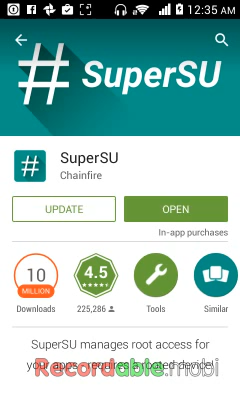 12:35 AM
# SuperSU
SuperSU
Chainfire
UPDATE
OPEN
In-app purchases
10
MILLION
4.5
Downloads
225,286
Tools
Similar
SuperSU manages root access for
your apps - requires a rooted device!
Recordable.mobi